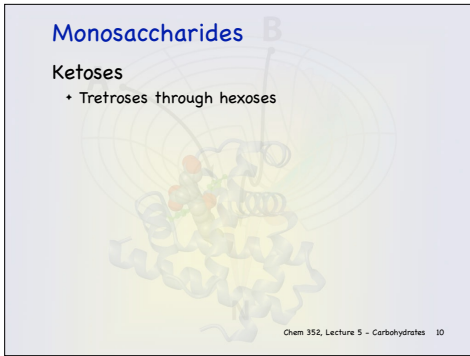 Monosaccharides
Ketoses
✦ Tretroses through hexoses
Chem 352, Lecture 5 - Carbohydrates 10